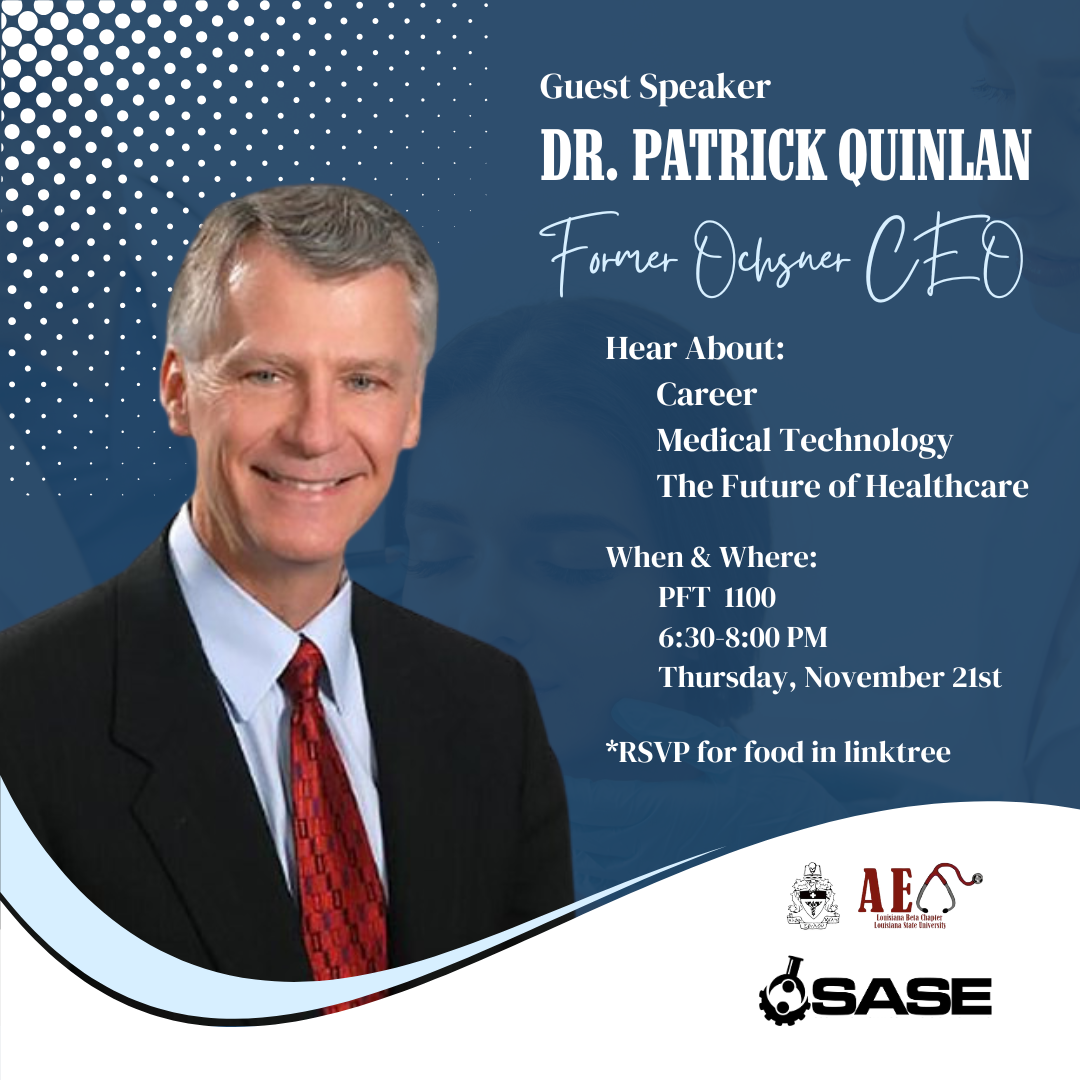 Guest Speaker
DR. PATRICK QUINLAN
Former Ochsner CEO
Hear About:
Career
Medical Technology
The Future of Healthcare
When & Where:
PFT 1100
6:30-8:00 PM
Thursday, November 21st
*RSVP for food in linktree
AE
Louisiana Beta Chapter
Louisiana State University
SASE